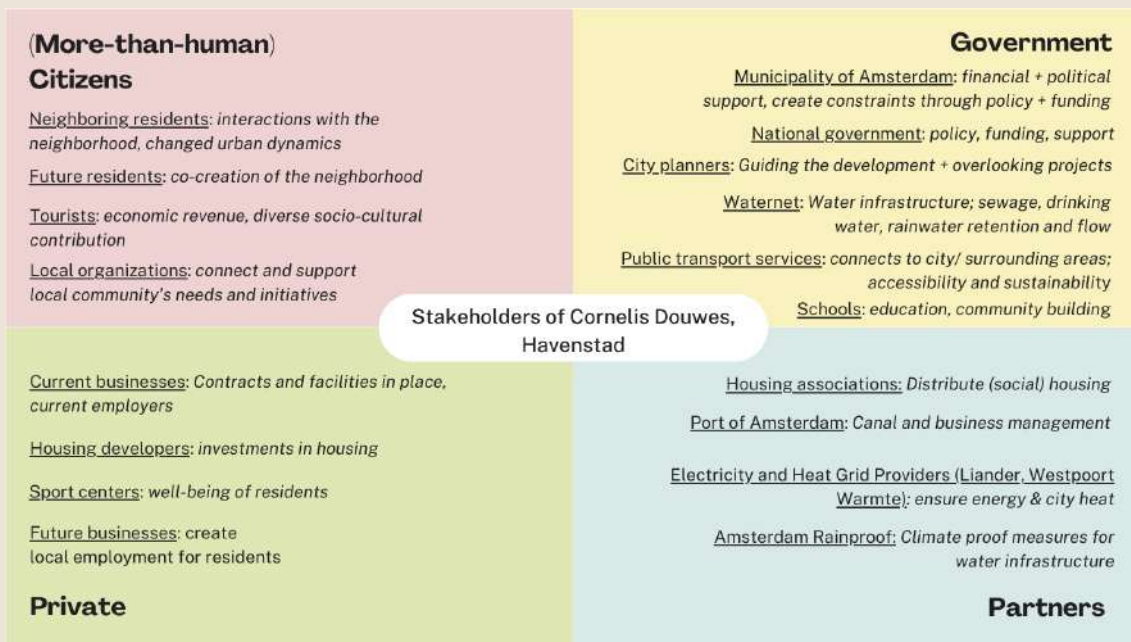 (More-than-human)
Citizens
Neighboring residents: interactions with the
neighborhood, changed urban dynamics
Future residents: co-creation of the neighborhood
Tourists: economic revenue, diverse socio-cultural
contribution
Local organizations: connect and support
local community's needs and initiatives
Government
Municipality of Amsterdam: financial + political
support, create constraints through policy + funding
National government: policy, funding, support
City planners: Guiding the development + overlooking projects
Waternet: Water infrastructure; sewage, drinking
water, rainwater retention and flow
Public transport services: connects to city/ surrounding areas;
accessibility and sustainability
Schools: education, community building
Stakeholders of Cornelis Douwes,
Havenstad
Current businesses: Contracts and facilities in place,
current employers
Housing developers: investments in housing
Sport centers: well-being of residents
Future businesses: create
local employment for residents
Private
Housing associations: Distribute (social) housing
Port of Amsterdam: Canal and business management
Electricity and Heat Grid Providers (Liander, Westpoort
Warmte): ensure energy & city heat
Amsterdam Rainproof: Climate proof measures for
water infrastructure
Partners